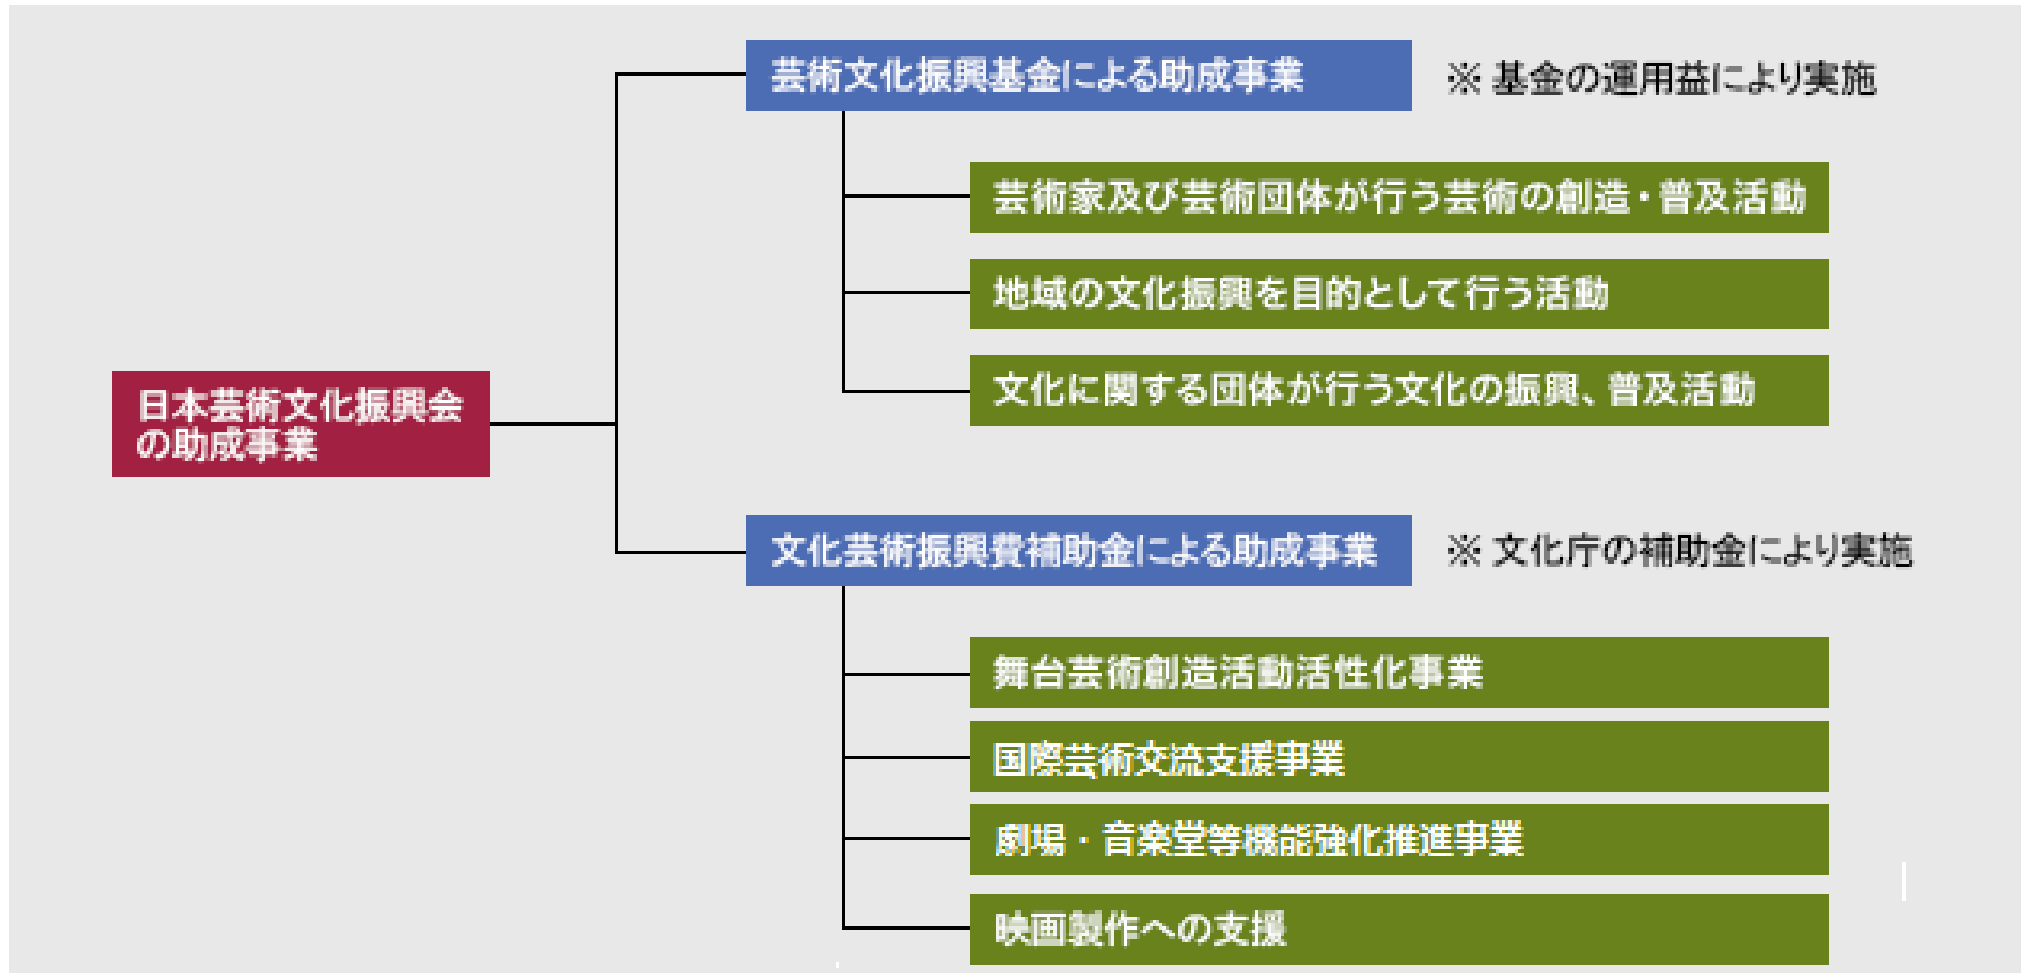 芸術文化振興基金による助成事業
※ 基金の運用益により実施
芸術家及び芸術団体が行う芸術の創造・普及活動
地域の文化振興を目的として行う活動
文化に関する団体が行う文化の振興、普及活動
日本芸術文化振興会
の助成事業
文化芸術振興費補助金による助成事業
※ 文化庁の補助金により実施
舞台芸術創造活動活性化事業
国際芸術交流支援事業
劇場・音楽堂等機能強化推進事業
映画製作への支援